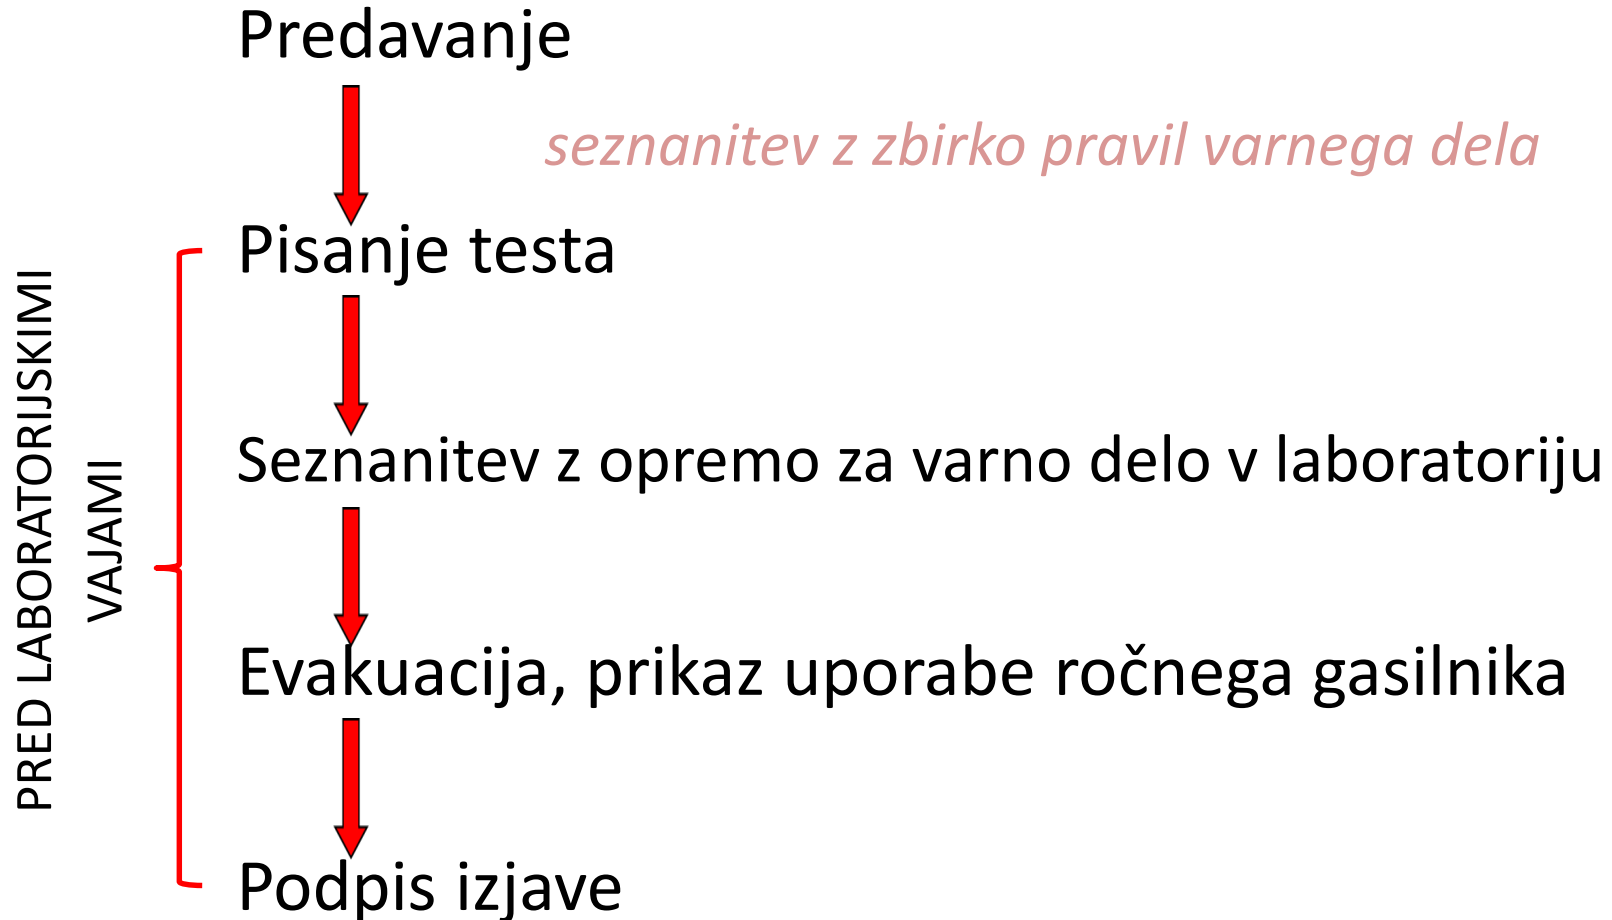 Predavanje
seznanitev z zbirko pravil varnega dela
Pisanje testa
Seznanitev z opremo za varno delo v laboratoriju
Evakuacija, prikaz uporabe ročnega gasilnika
Podpis izjave
PRED LABORATORIJSKIMI
VAJAMI